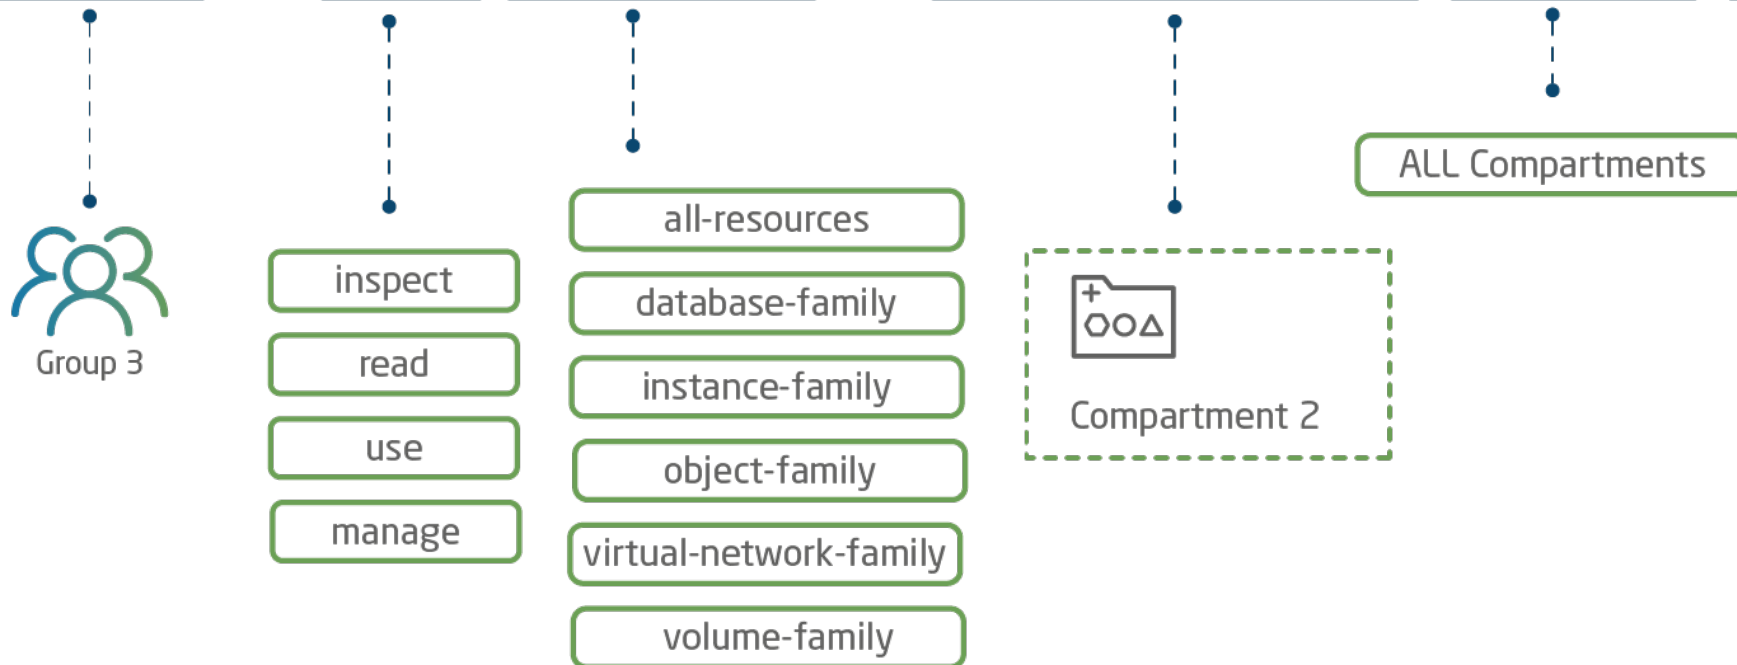 Group 3
inspect
read
use
manage
all-resources
database-family
instance-family
object-family
virtual-network-family
volume-family
Compartment 2
ALL Compartments